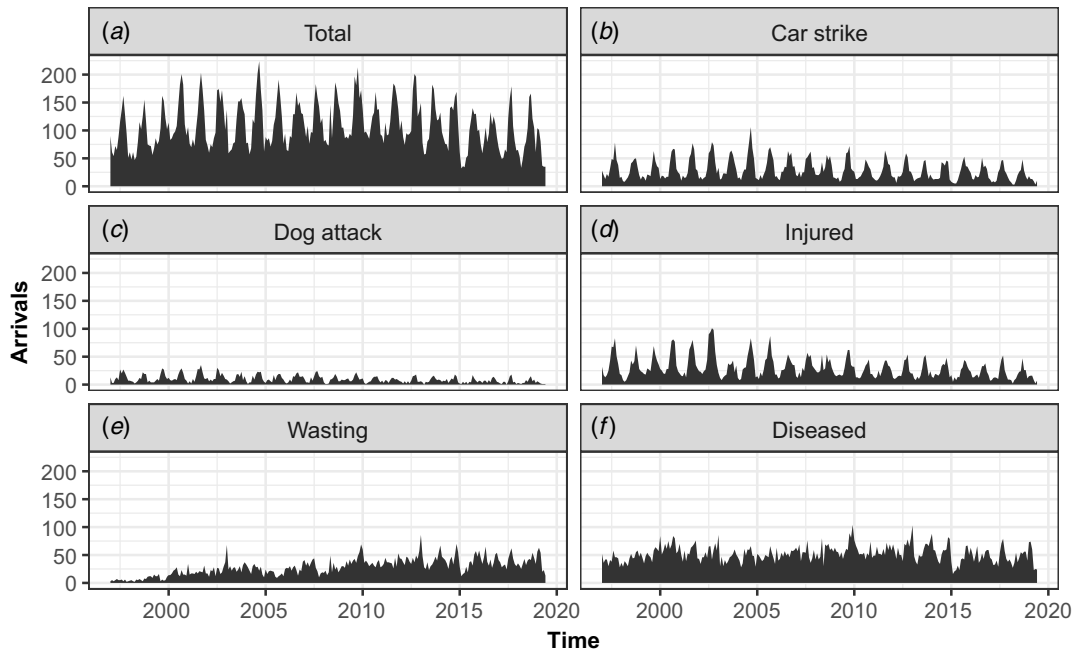 (a) Total
(b) Car strike
200
150
100
50
0
(c) Dog attack
(d) Injured
200
150
100
50
0
Arrivals
(e) Wasting
(f) Diseased
200
150
100
50
0
2000 2005 2010 2015 2020
2000 2005 2010 2015 2020
Time